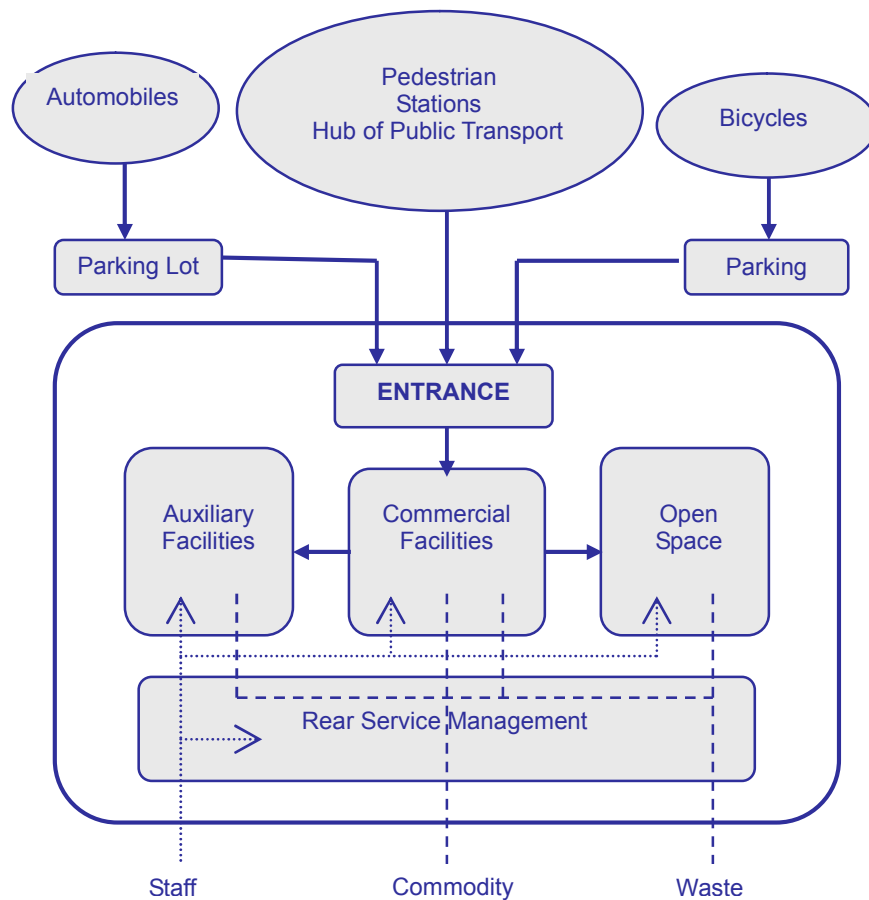 Automobiles
Pedestrian
Stations
Hub of Public Transport
Bicycles
Parking Lot
Parking
ENTRANCE
Auxiliary
Facilities
Commercial
Facilities
Open
Space
Rear Service Management
Staff
Commodity
Waste